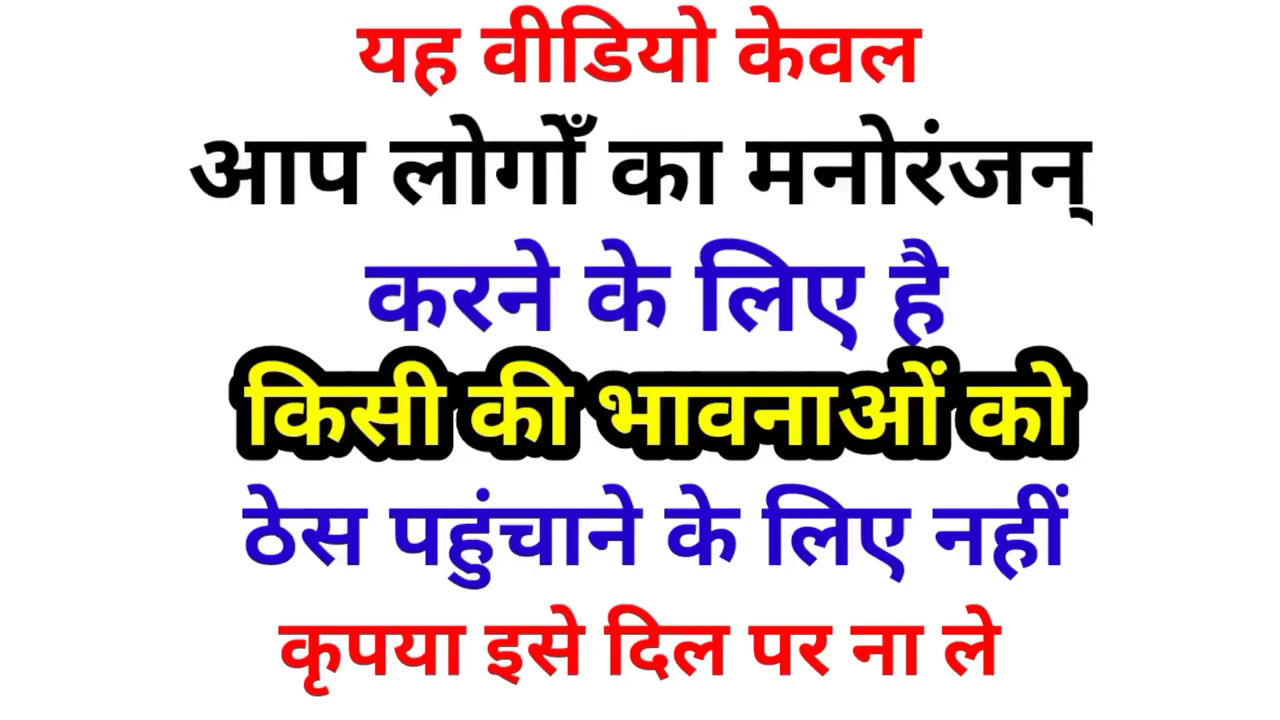 यह वीडियो केवल
आप लोगोँ का मनोरंजन्
करने के लिए है
किसी की भावनाओं को
ठेस पहुंचाने के लिए नहीं
कृपया इसे दिल पर ना ले